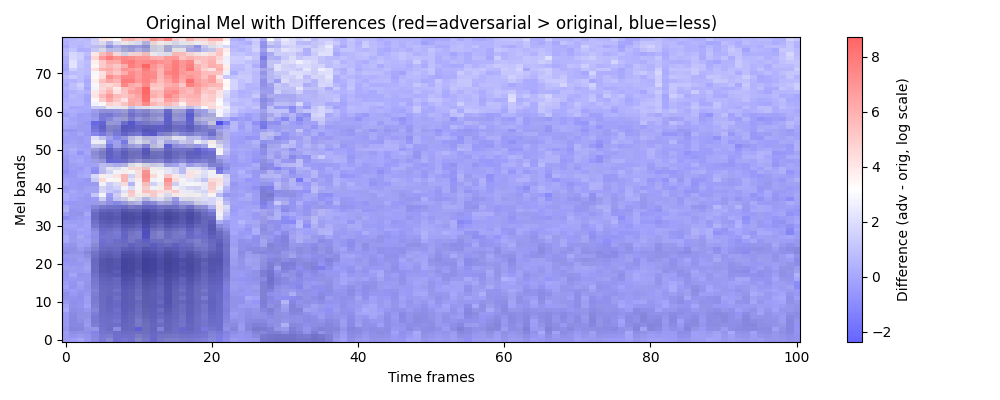 Original Mel with Differences (red=adversarial > original, blue=less)
70
60
50
40
30
20
10
0
Mel bands
0 20 40 60 80 100
Time frames
8
6
4
2
0
−2
Difference (adv - orig, log scale)